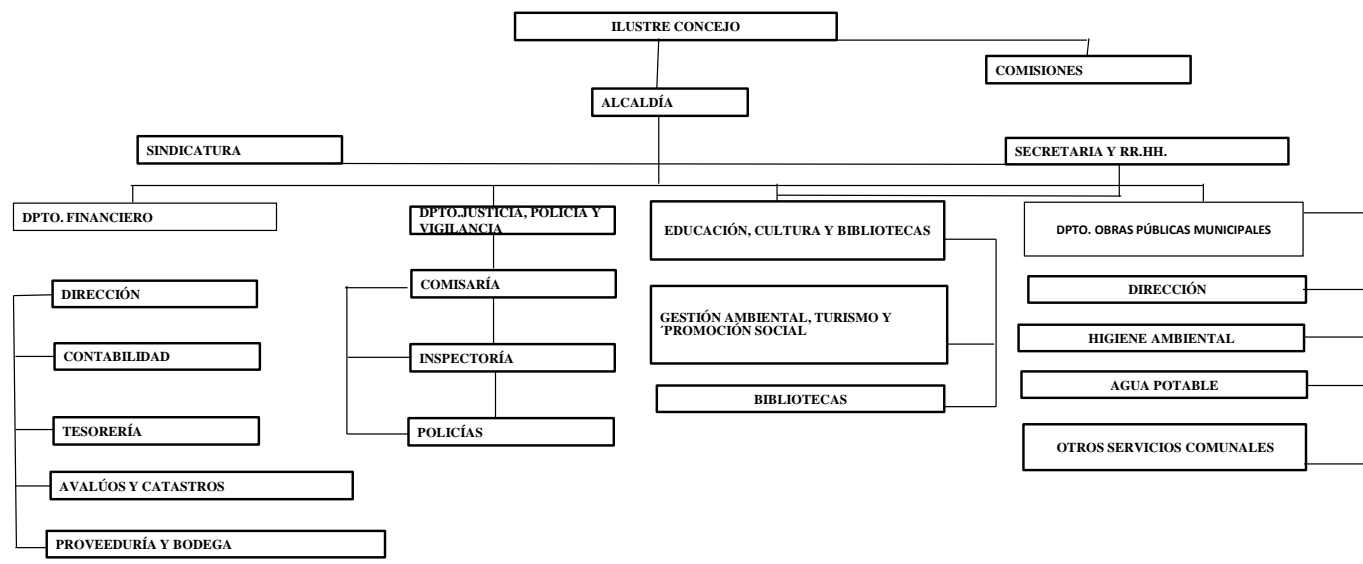 ILUSTRE CONCEJO
COMISIONES
ALCALDÍA
SINDICATURA
SECRETARIA Y RR.HH.
DPTO. FINANCIERO
DIRECCIÓN
CONTABILIDAD
TESORERÍA
AVALÚOS Y CATASTROS
PROVEEDURÍA Y BODEGA
DPTO.JUSTICIA, POLICIA Y
VIGILANCIA
COMISARÍA
INSPECTORÍA
POLICÍAS
EDUCACIÓN, CULTURA Y BIBLIOTECAS
GESTIÓN AMBIENTAL, TURISMO Y
´PROMOCIÓN SOCIAL
BIBLIOTECAS
DPTO. OBRAS PÚBLICAS MUNICIPALES
DIRECCIÓN
HIGIENE AMBIENTAL
AGUA POTABLE
OTROS SERVICIOS COMUNALES